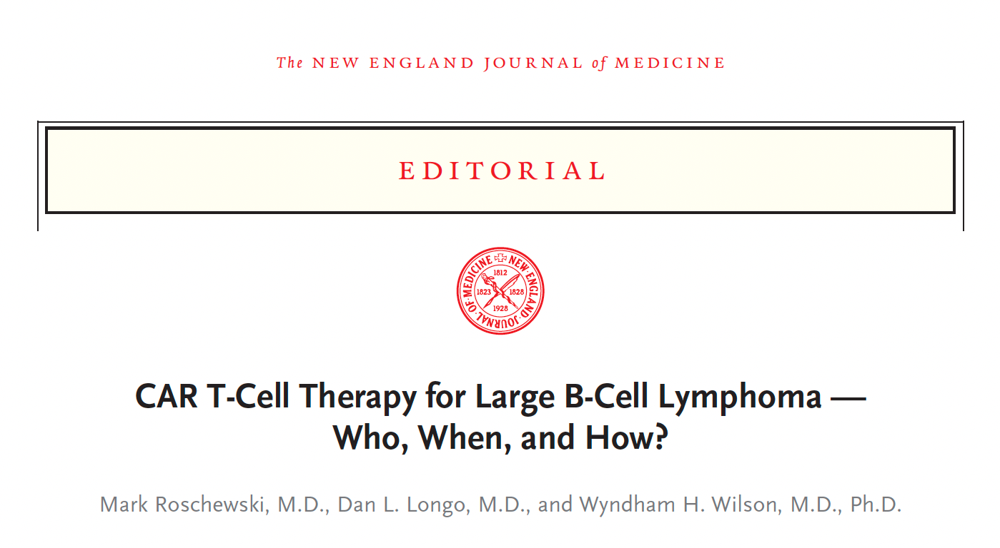 The NEW ENGLAND JOURNAL of MEDICINE
EDITORIAL
NEW · ENGLAND · JOURNAL · OF · MEDICINE
1812
1823 1828
1928
CAR T-Cell Therapy for Large B-Cell Lymphoma —
Who, When, and How?
Mark Roschewski, M.D., Dan L. Longo, M.D., and Wyndham H. Wilson, M.D., Ph.D.